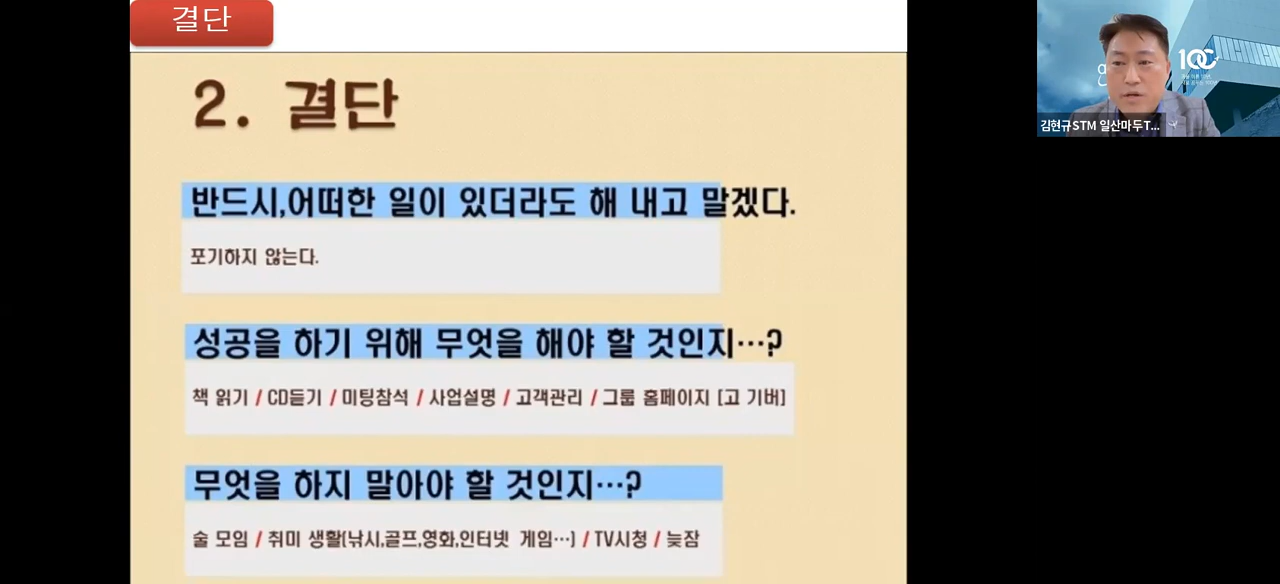 결단
2. 결단
반드시,어떠한 일이 있더라도 해 내고 말겠다.
포기하지 않는다.
성공을 하기 위해 무엇을 해야 할 것인지…?
책 읽기 / CD듣기 / 미팅참석 / 사업설명 / 고객관리 / 그룹 홈페이지 [고 기버]
무엇을 하지 말아야 할 것인지…?
술 모임 / 취미 생활(낚시,골프,영화,인터넷 게임…) / TV시청 / 늦잠
100
김현규STM 일산마두T...